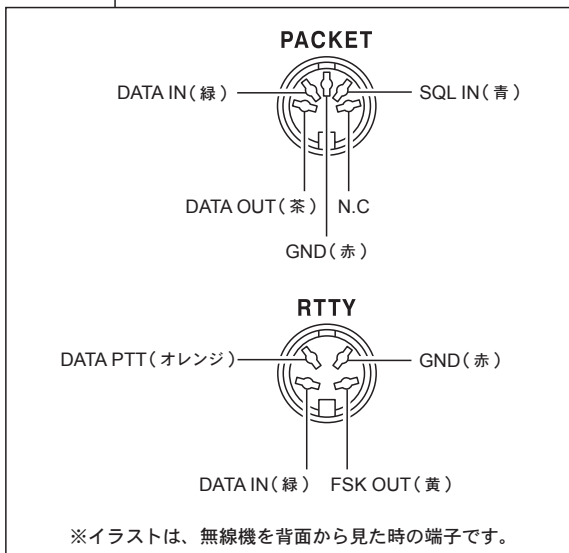 PACKET
DATA IN(緑)
SQL IN(青)
DATA OUT(茶)
N.C
GND(赤)
RTTY
DATA PTT(オレンジ)
GND(赤)
DATA IN(緑)
FSK OUT(黄)
※イラストは、無線機を背面から見た時の端子です。